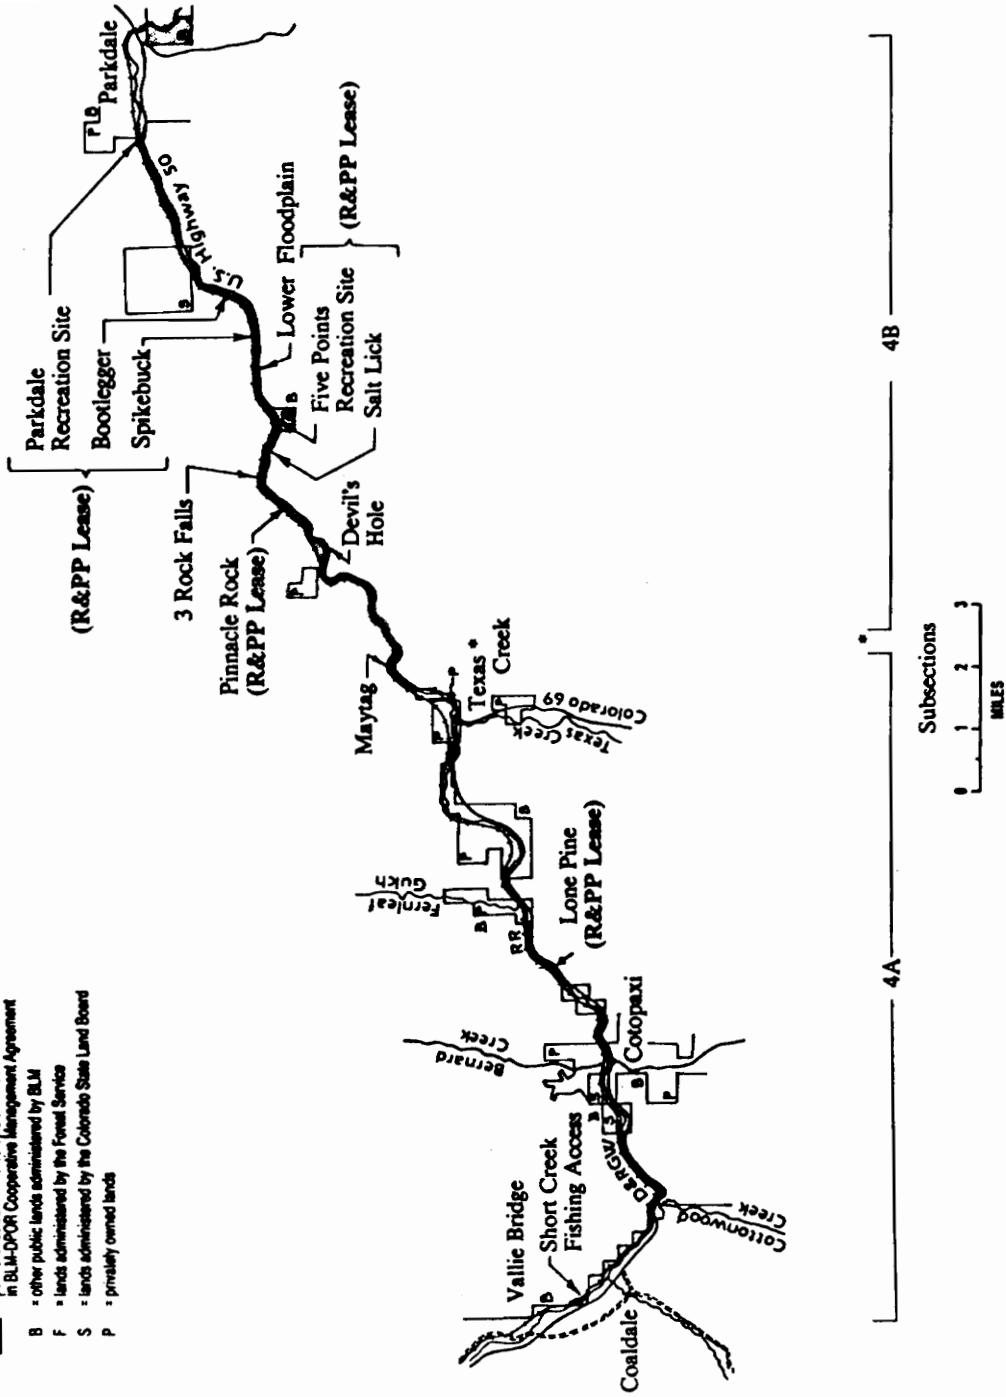 in BLM-DPOR Cooperative Management Agreement
B = other public lands administered by BLM
F = lands administered by the Forest Service
S = lands administered by the Colorado State Land Board
P = privately owned lands
(R&PP Lease)
Parkdale
Recreation Site
Bootlegger
Spikebuck
P B
Parkdale
B
U.S. Highway 50
S
3 Rock Falls
Pinnacle Rock
(R&PP Lease)
Lower Floodplain
Five Points
Recreation Site
(R&PP Lease)
B
Salt Lick
Devil's
Hole
P
Maytag
P
P
Texas *
Creek
P
Colorado 69
Texas Creek
P
B
Fernleaf
Gukh
B
P
RR
Lone Pine
(R&PP Lease)
Bernard
Creek
P
Cotopaxi
B
S
B
S
P
D&RGW
Vallie Bridge
Short Creek
Fishing Access
B
Cottonwood
Creek
Coaldale
4A
*
4B
Subsections
0 1 2 3
MILES